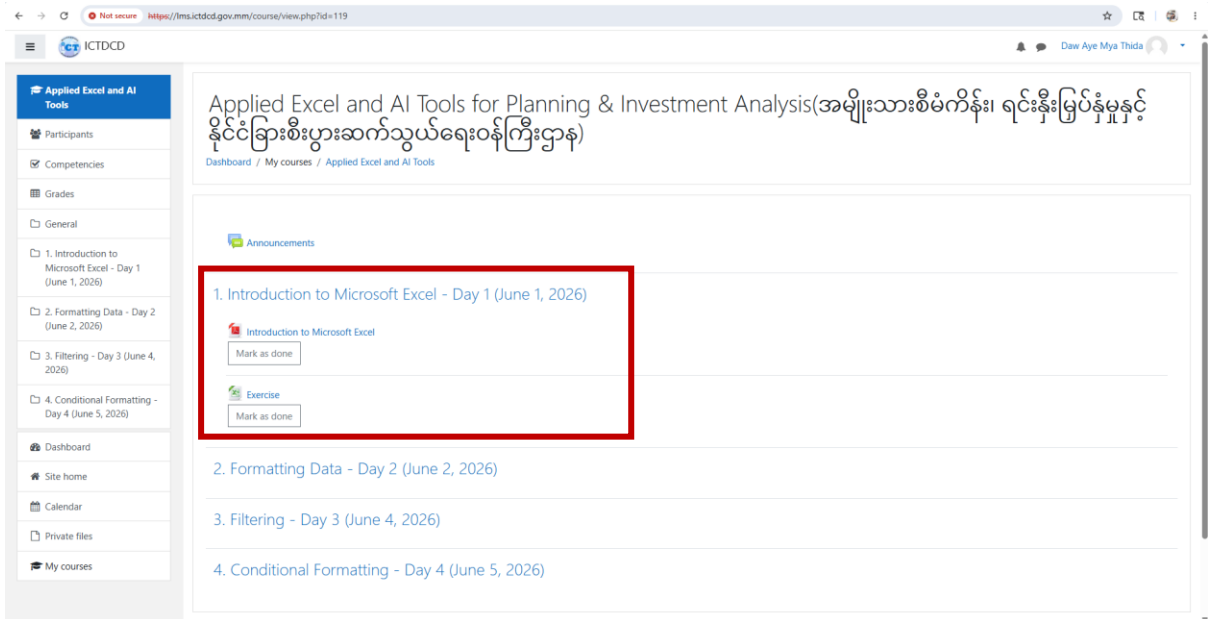 Not secure https://lms.ictdcd.gov.mm/course/view.php?id=119
ICTDCD
Daw Aye Mya Thida
Applied Excel and AI
Tools
Participants
Competencies
Grades
General
1. Introduction to
Microsoft Excel - Day 1
(June 1, 2026)
2. Formatting Data - Day 2
(June 2, 2026)
3. Filtering - Day 3 (June 4,
2026)
4. Conditional Formatting -
Day 4 (June 5, 2026)
Dashboard
Site home
Calendar
Private files
My courses
Applied Excel and AI Tools for Planning & Investment Analysis(အမျိုးသားစီမံကိန်း၊ ရင်းနှီးမြှပ်နှံမှုနှင့်
နိုင်ငံခြားစီးပွားဆက်သွယ်ရေးဝန်ကြီးဌာန)
Dashboard / My courses / Applied Excel and AI Tools
Announcements
1. Introduction to Microsoft Excel - Day 1 (June 1, 2026)
Introduction to Microsoft Excel
Mark as done
Exercise
Mark as done
2. Formatting Data - Day 2 (June 2, 2026)
3. Filtering - Day 3 (June 4, 2026)
4. Conditional Formatting - Day 4 (June 5, 2026)